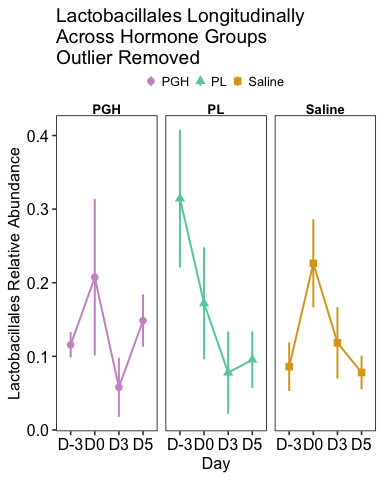 Lactobacillales Longitudinally
Across Hormone Groups
Outlier Removed
PGH PL Saline
PGH PL Saline
Lactobacillales Relative Abundance
0.4
0.3
0.2
0.1
0.0
D-3 D0 D3 D5 D-3 D0 D3 D5 D-3 D0 D3 D5
Day